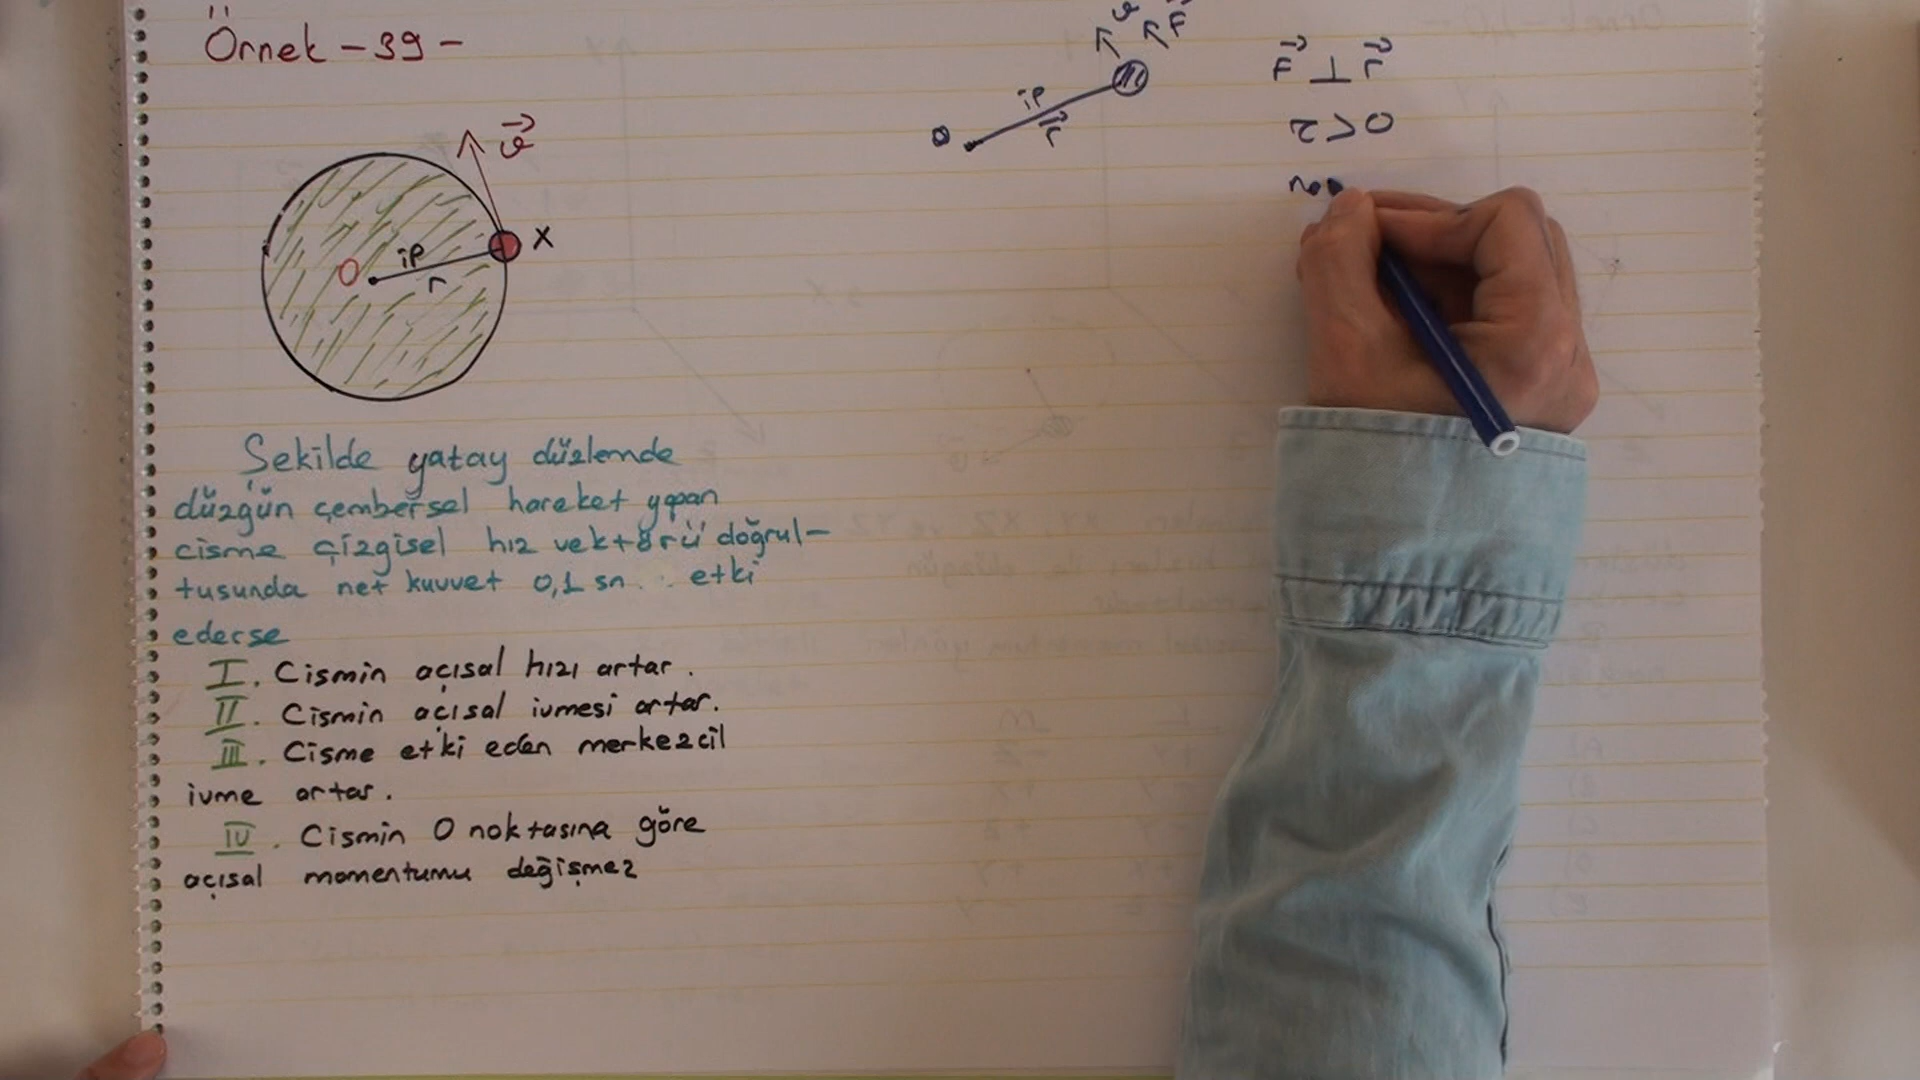 Örnek - 39 -
ϑ
X
O
ip
r
Şekilde yatay düzlemde
düzgün çembersel hareket yapan
cisme çizgisel hız vektörü doğrul-
tusunda net kuvvet 0,1 sn. etki
ederse
I. Cismin açısal hızı artar.
II. Cismin açısal ivmesi artar.
III. Cisme etki eden merkezcil
ivme artar.
IV. Cismin O noktasına göre
açısal momentumu değişmez
ϑ F
m
ip
r
O
F ⊥ r
τ > 0